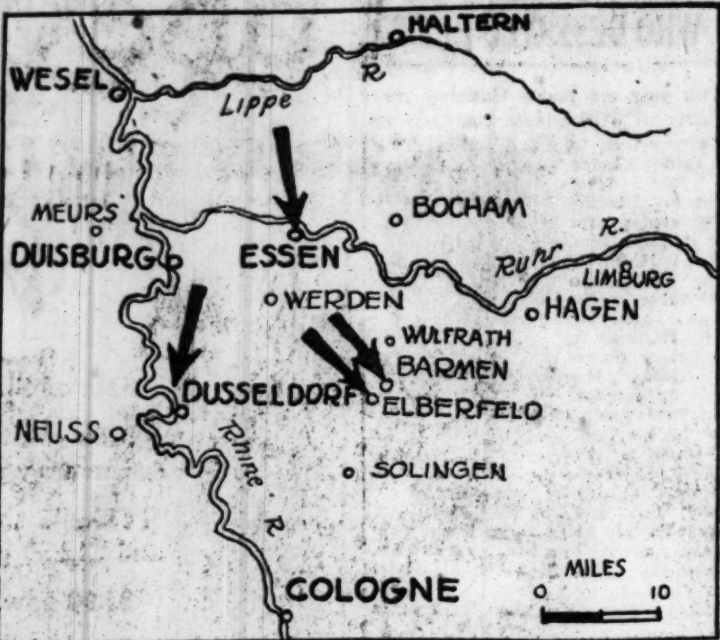 HALTERN
WESEL
R
Lippe
MEURS
BOCHAM
DUISBURG
ESSEN
Ruhr R.
LIMBURG
WERDEN
HAGEN
WULFRATH
BARMEN
DUSSELDORF
ELBERFELD
NEUSS
Rhine R
SOLINGEN
COLOGNE
MILES
0 10